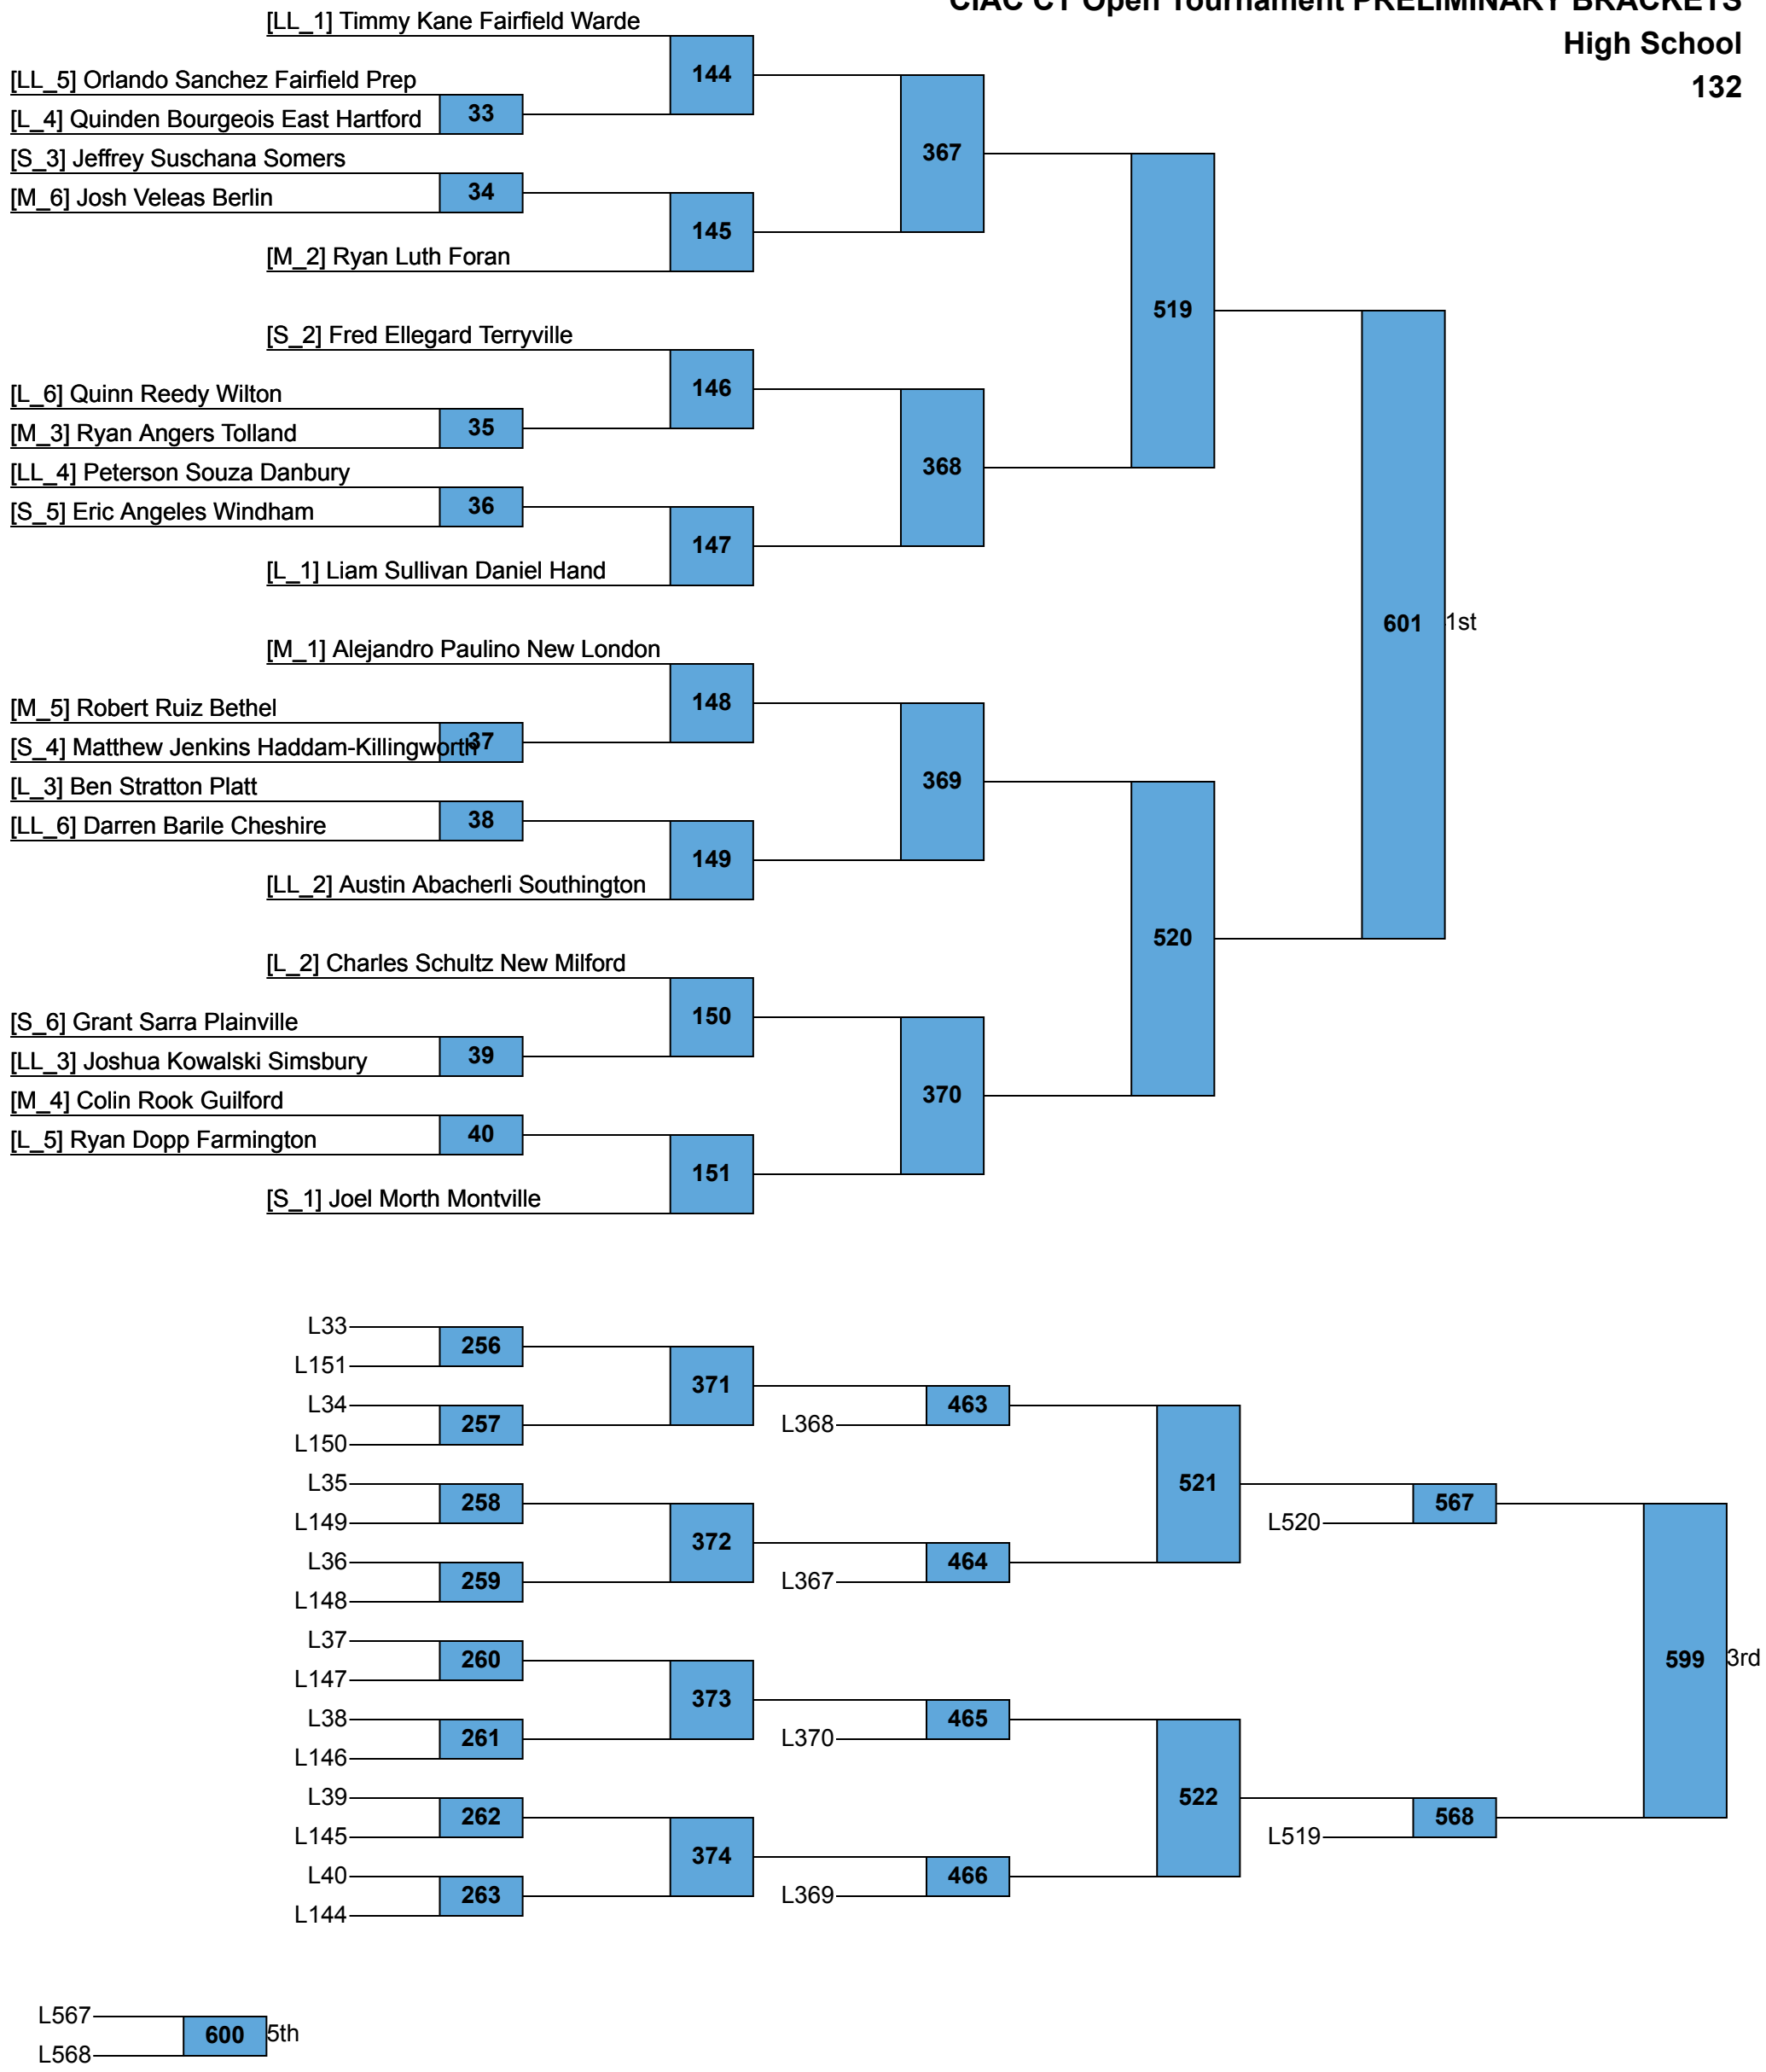 CIAC CT Open Tournament PRELIMINARY BRACKETS
High School
132
[LL_1] Timmy Kane Fairfield Warde
144
[LL_5] Orlando Sanchez Fairfield Prep
33
[L_4] Quinden Bourgeois East Hartford
367
[S_3] Jeffrey Suschana Somers
34
[M_6] Josh Veleas Berlin
145
[M_2] Ryan Luth Foran
519
[S_2] Fred Ellegard Terryville
146
[L_6] Quinn Reedy Wilton
35
[M_3] Ryan Angers Tolland
368
[LL_4] Peterson Souza Danbury
36
[S_5] Eric Angeles Windham
147
[L_1] Liam Sullivan Daniel Hand
601 1st
[M_1] Alejandro Paulino New London
148
[M_5] Robert Ruiz Bethel
37
[S_4] Matthew Jenkins Haddam-Killingworth
369
[L_3] Ben Stratton Platt
38
[LL_6] Darren Barile Cheshire
149
[LL_2] Austin Abacherli Southington
520
[L_2] Charles Schultz New Milford
150
[S_6] Grant Sarra Plainville
39
[LL_3] Joshua Kowalski Simsbury
370
[M_4] Colin Rook Guilford
40
[L_5] Ryan Dopp Farmington
151
[S_1] Joel Morth Montville
L33
256
L151
371
L34
463
257
L368
L150
L35
521
258
567
L149
L520
372
L36
464
259
L367
L148
L37
260
599 3rd
L147
373
L38
465
261
L370
L146
L39
522
262
568
L145
L519
374
L40
466
263
L369
L144
L567
600 5th
L568